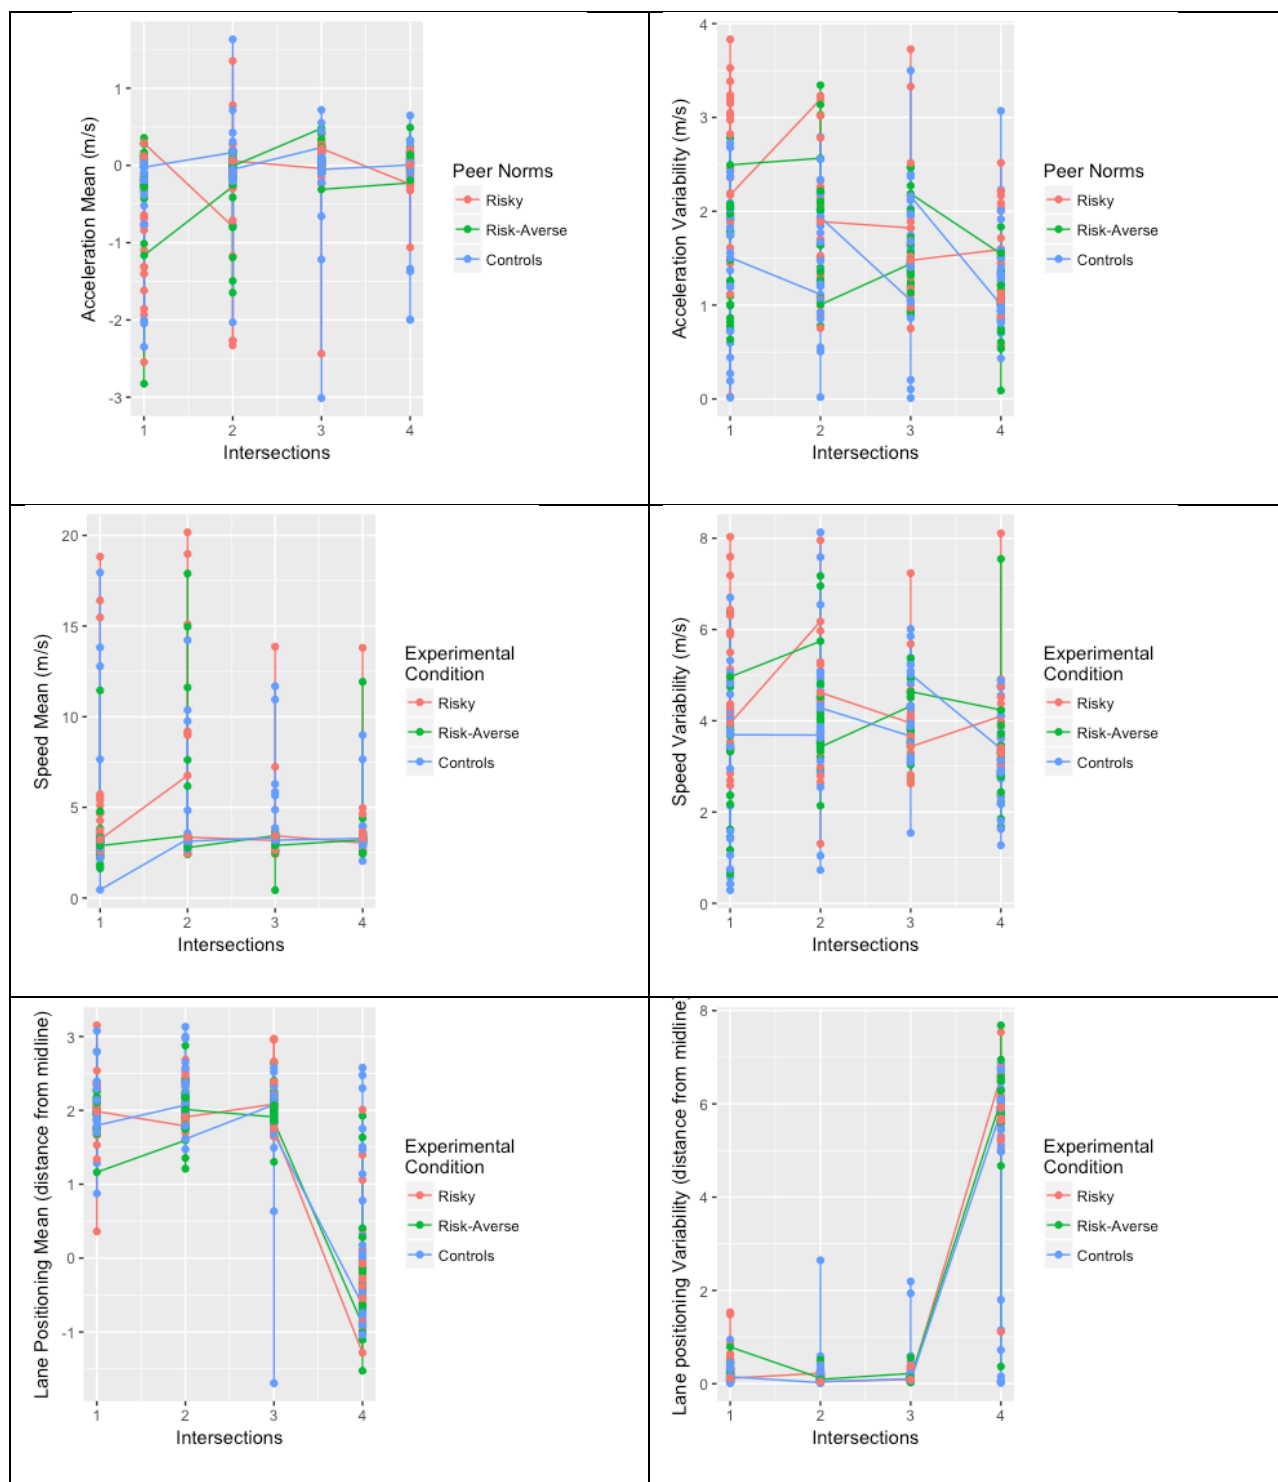 Acceleration Mean (m/s)
1
0
-1
-2
-3
1
2
3
4
Intersections
Peer Norms
Risky
Risk-Averse
Controls
Acceleration Variability (m/s)
4
3
2
1
0
1
2
3
4
Intersections
Peer Norms
Risky
Risk-Averse
Controls
Speed Mean (m/s)
20
15
10
5
0
1
2
3
4
Intersections
Experimental
Condition
Risky
Risk-Averse
Controls
Speed Variability (m/s)
8
6
4
2
0
1
2
3
4
Intersections
Experimental
Condition
Risky
Risk-Averse
Controls
Lane Positioning Mean (distance from midline)
3
2
1
0
-1
1
2
3
4
Intersections
Experimental
Condition
Risky
Risk-Averse
Controls
Lane positioning Variability (distance from midline)
8
6
4
2
0
1
2
3
4
Intersections
Experimental
Condition
Risky
Risk-Averse
Controls